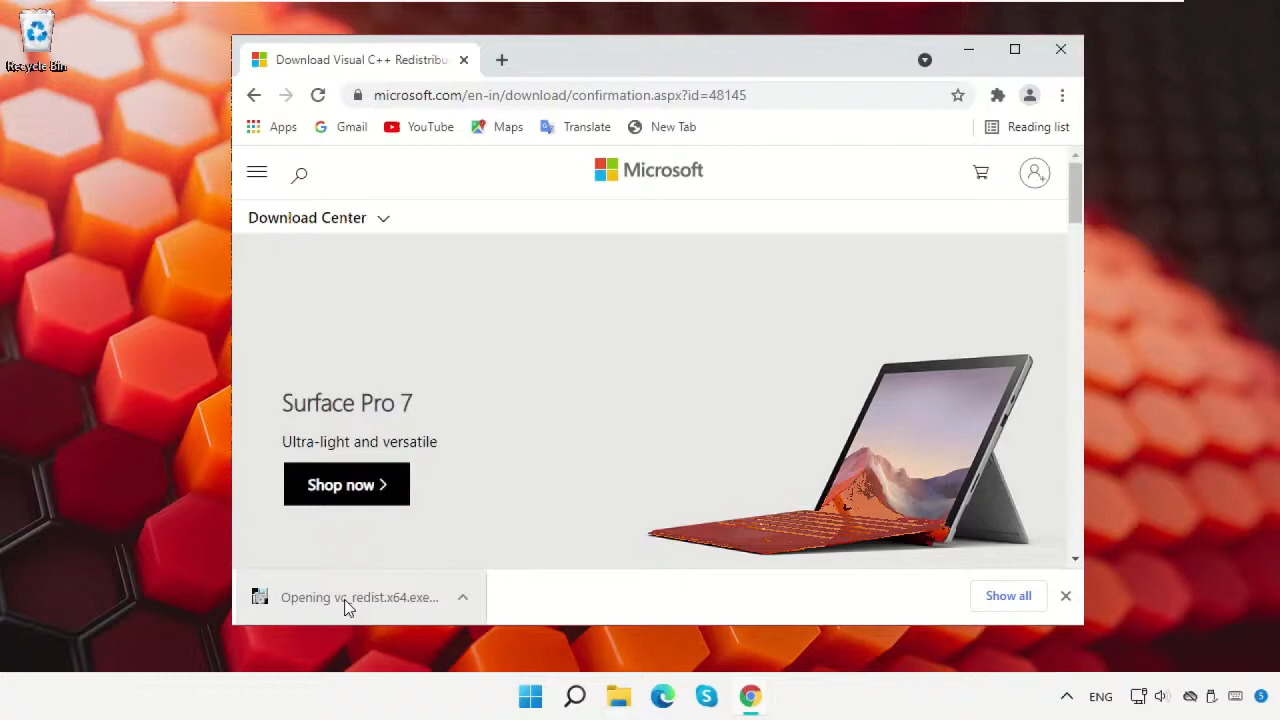 Recycle Bin
Download Visual C++ Redistribu
microsoft.com/en-in/download/confirmation.aspx?id=48145
Apps Gmail YouTube Maps Translate New Tab Reading list
Microsoft
Download Center
Surface Pro 7
Ultra-light and versatile
Shop now
Opening vc_redist.x64.exe...
Show all
ENG
5